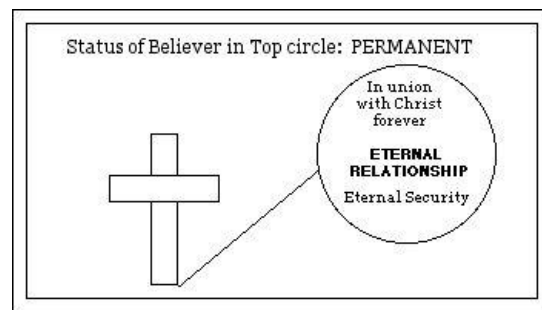 Status of Believer in Top circle: PERMANENT
In union
with Christ
forever
ETERNAL
RELATIONSHIP
Eternal Security